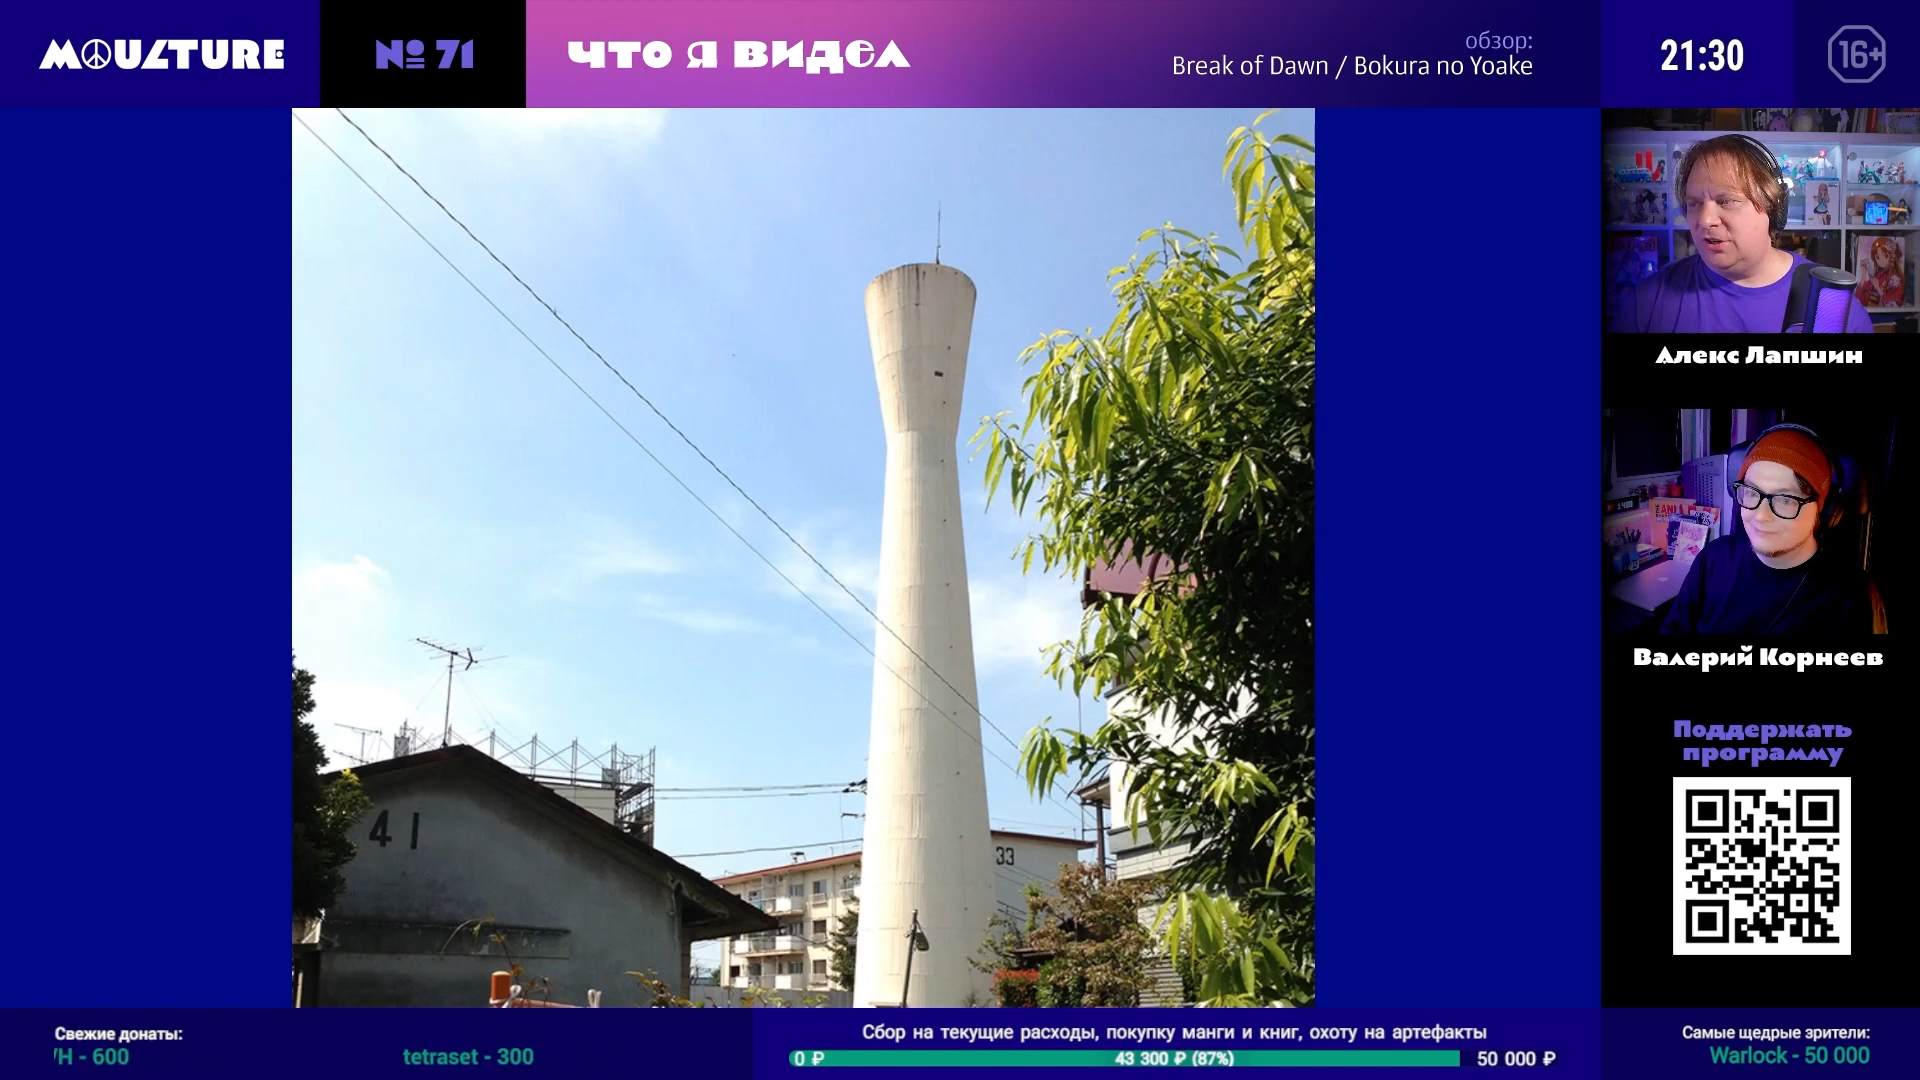 MOULTURE
№ 71
что я видел
обзор:
Break of Dawn / Bokura no Yoake
21:30
16+
Алекс Лапшин
Валерий Корнеев
Поддержать
программу
41
33
Свежие донаты:
Н - 600
tetraset - 300
Сбор на текущие расходы, покупку манги и книг, охоту на артефакты
0 ₽
43 300 ₽ (87%)
50 000 ₽
Самые щедрые зрители:
Warlock - 50 000